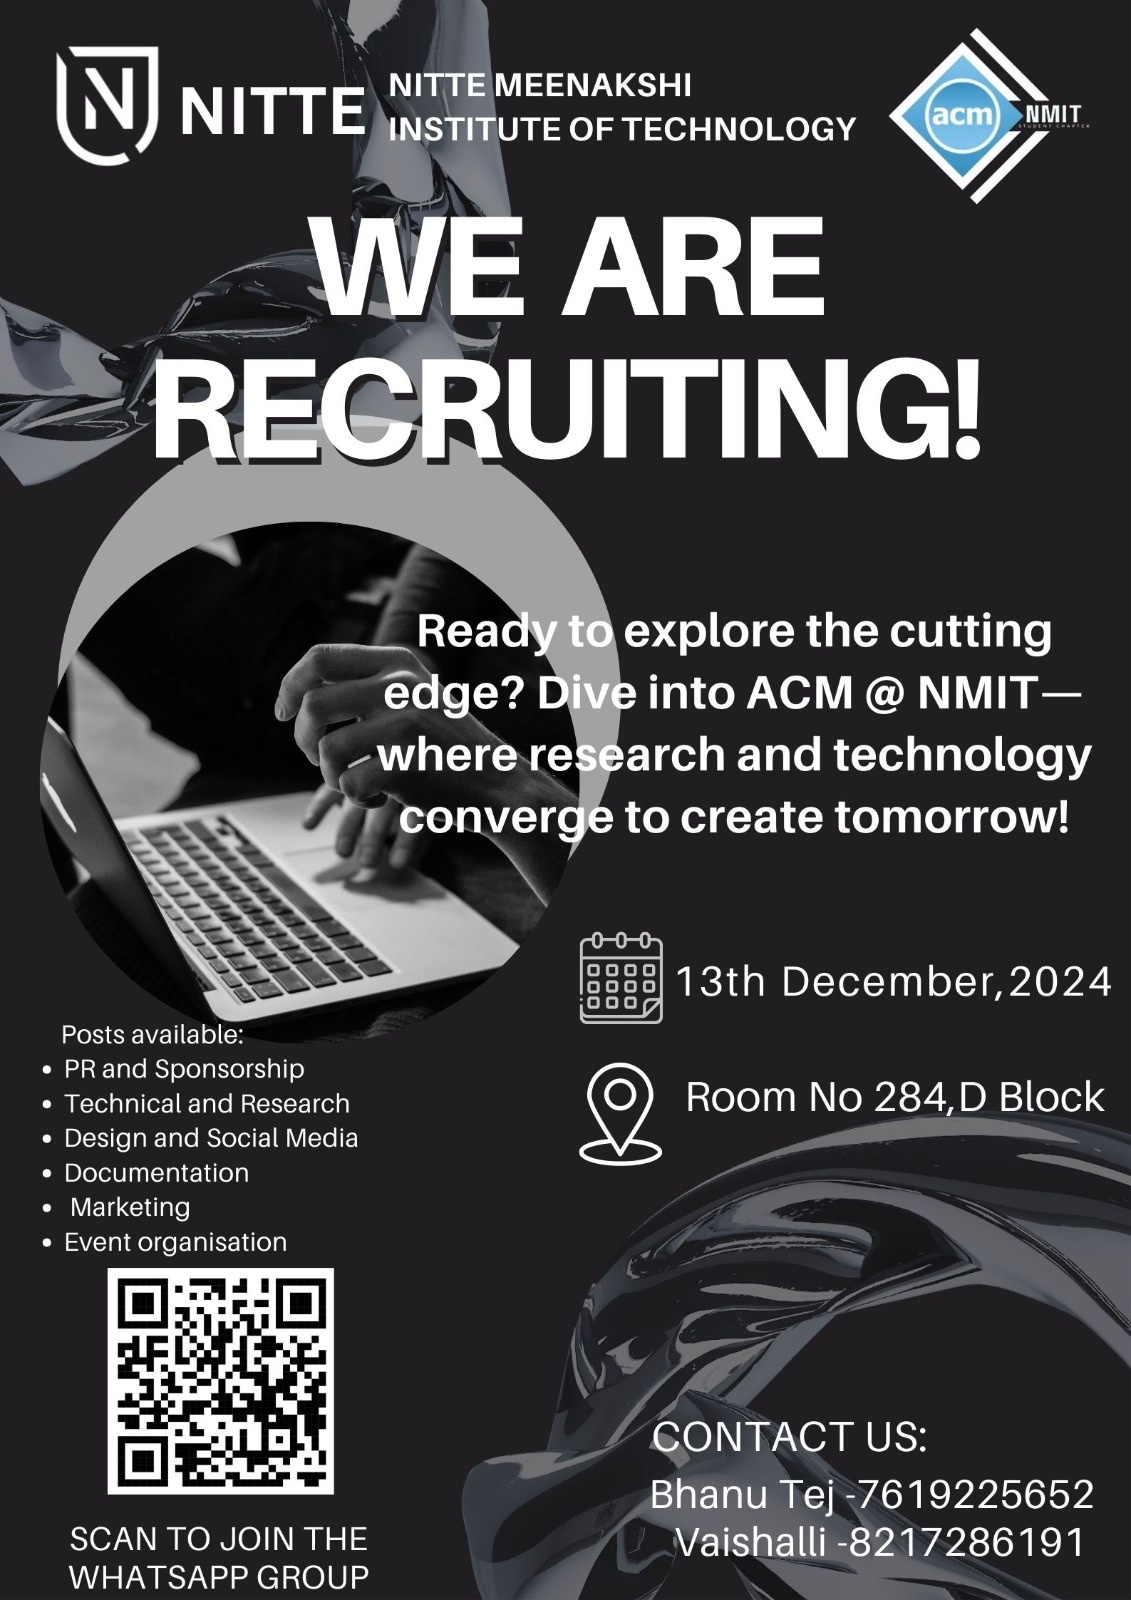 NITTE
NITTE MEENAKSHI
INSTITUTE OF TECHNOLOGY
acm
NMIT
STUDENT CHAPTER
WE ARE
RECRUITING!
Ready to explore the cutting
edge? Dive into ACM @ NMIT—
where research and technology
converge to create tomorrow!
13th December,2024
Room No 284,D Block
Posts available:
• PR and Sponsorship
• Technical and Research
• Design and Social Media
• Documentation
• Marketing
• Event organisation
SCAN TO JOIN THE
WHATSAPP GROUP
CONTACT US:
Bhanu Tej -7619225652
Vaishalli -8217286191